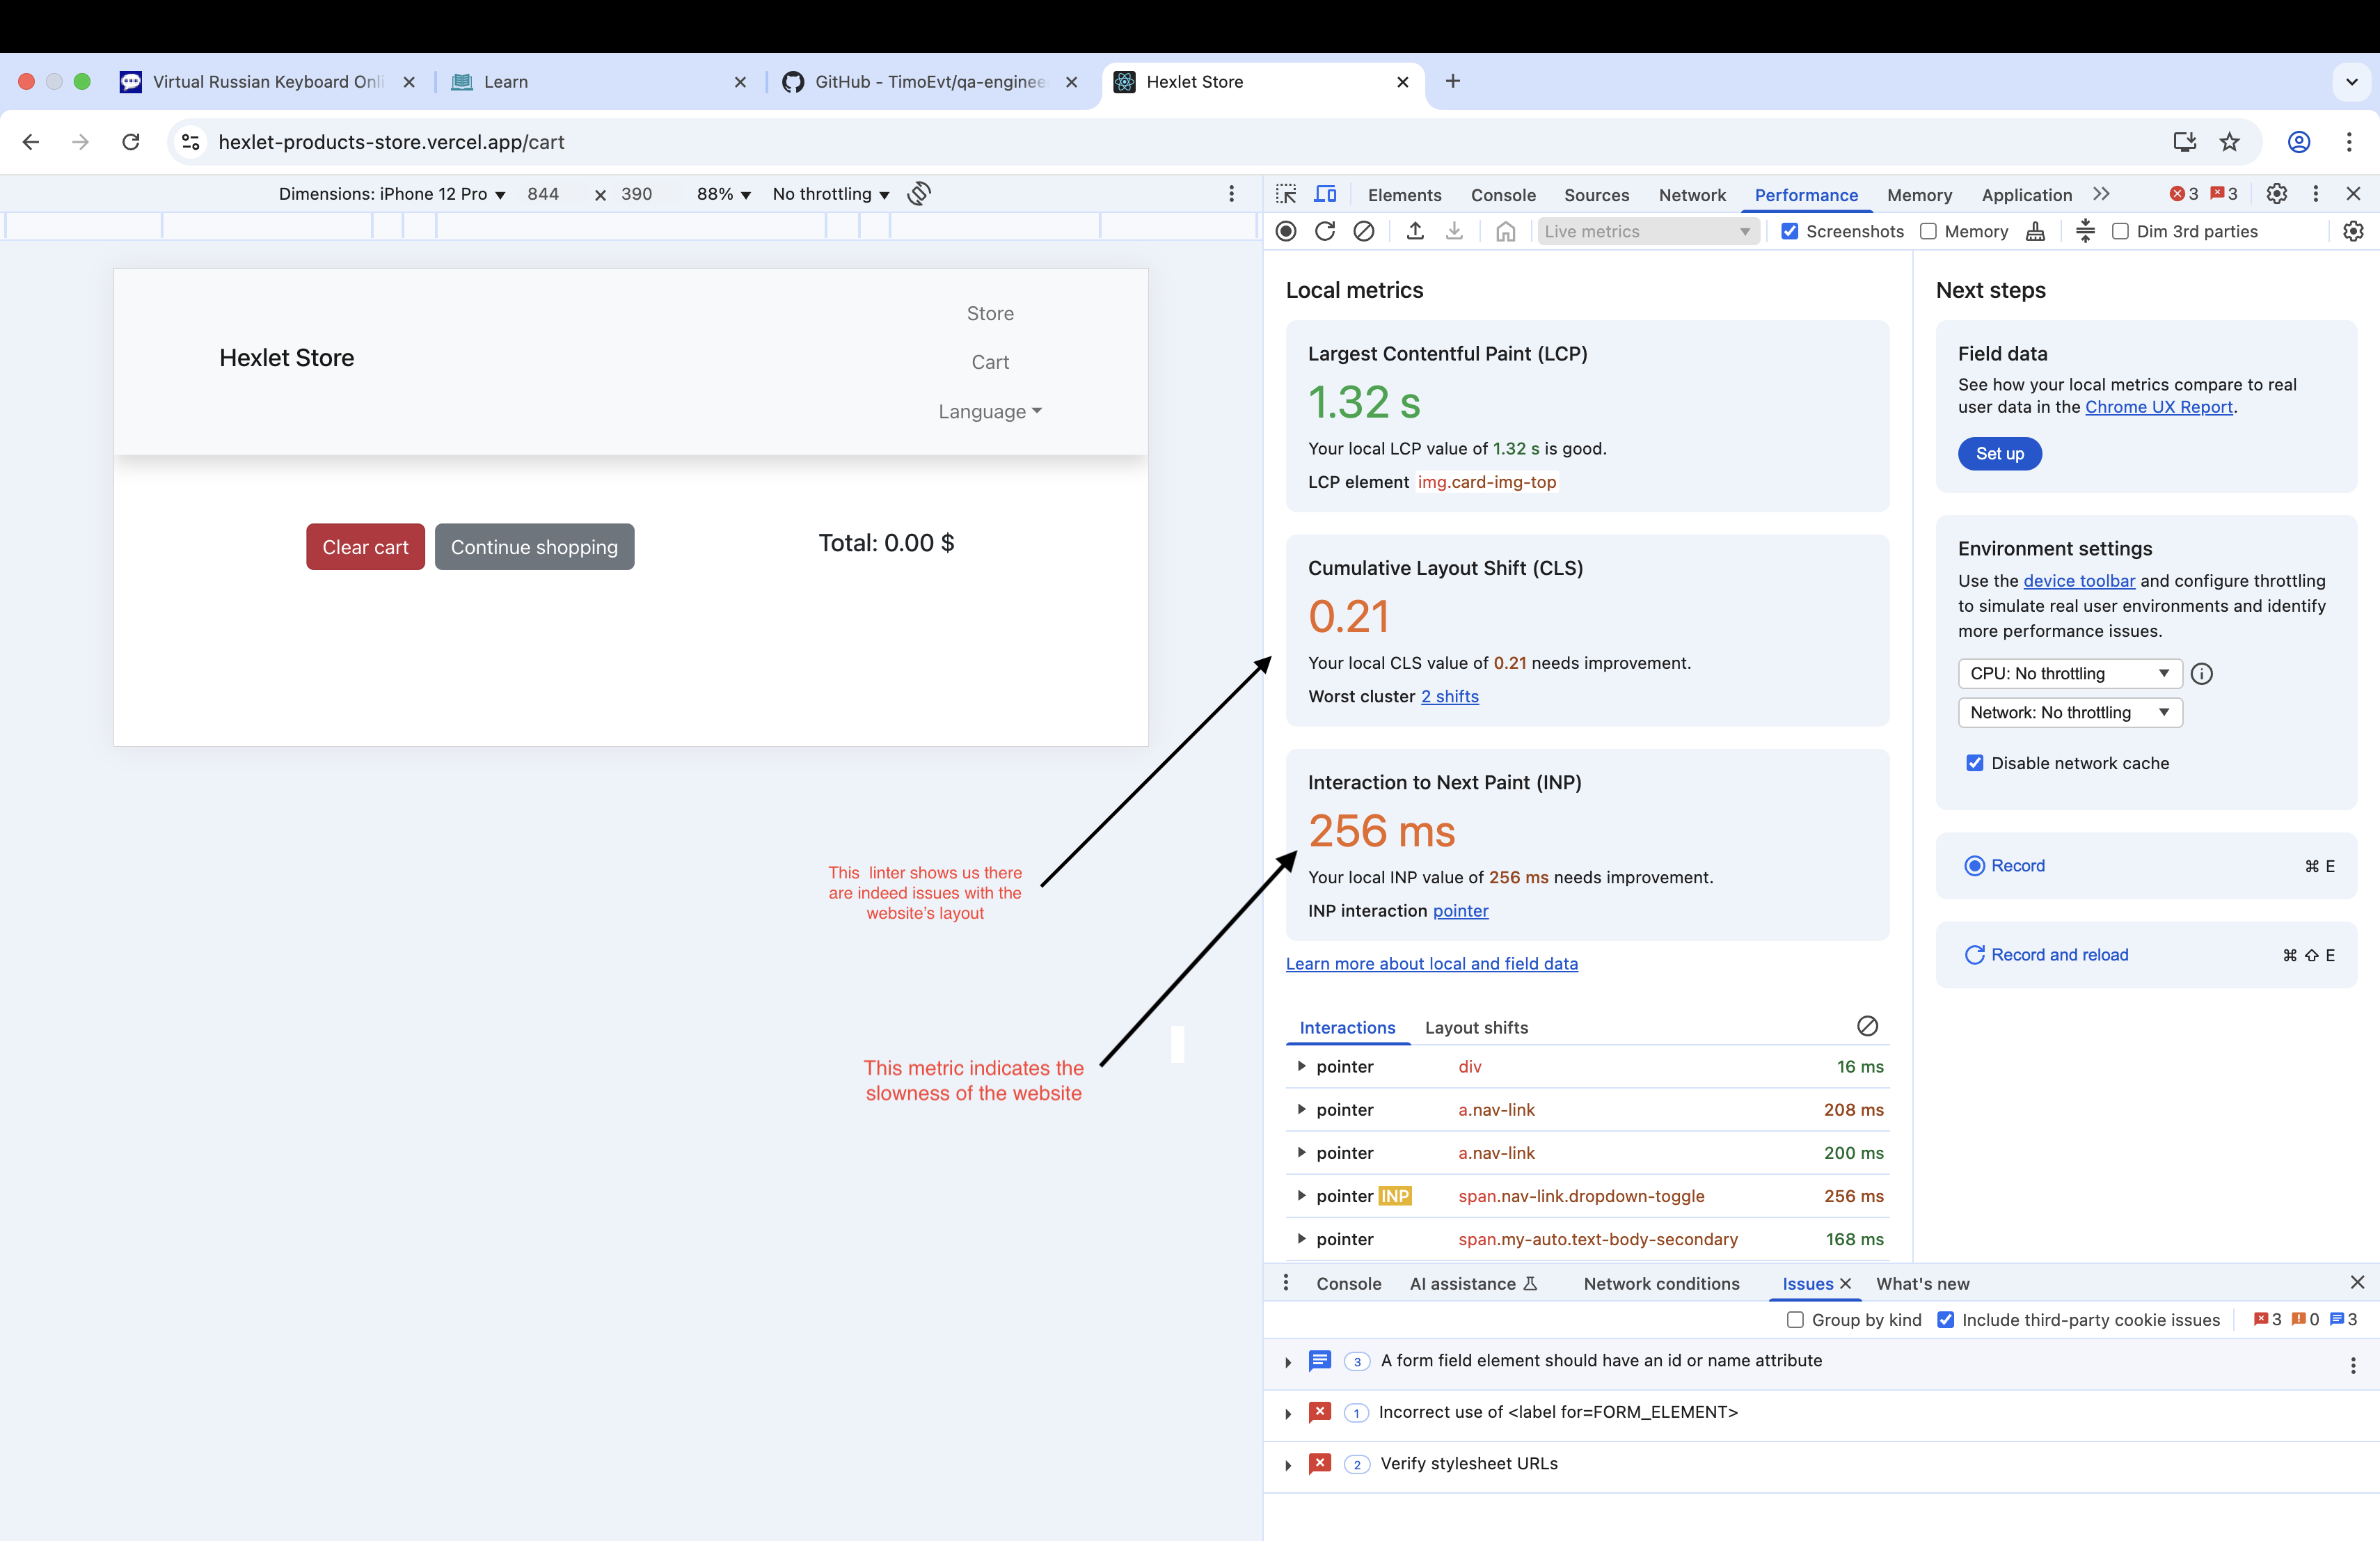 Virtual Russian Keyboard Onli
Learn
GitHub - TimoEvt/qa-enginee
Hexlet Store
hexlet-products-store.vercel.app/cart
Dimensions: iPhone 12 Pro 844 × 390 88% No throttling
Elements Console Sources Network Performance Memory Application 3 3
Live metrics Screenshots Memory Dim 3rd parties
Hexlet Store
Store
Cart
Language
Clear cart Continue shopping Total: 0.00 $
This linter shows us there
are indeed issues with the
website's layout
This metric indicates the
slowness of the website
Local metrics
Largest Contentful Paint (LCP)
1.32 s
Your local LCP value of 1.32 s is good.
LCP element img.card-img-top
Cumulative Layout Shift (CLS)
0.21
Your local CLS value of 0.21 needs improvement.
Worst cluster 2 shifts
Interaction to Next Paint (INP)
256 ms
Your local INP value of 256 ms needs improvement.
INP interaction pointer
Learn more about local and field data
Interactions Layout shifts
pointer div 16 ms
pointer a.nav-link 208 ms
pointer a.nav-link 200 ms
pointer INP span.nav-link.dropdown-toggle 256 ms
pointer span.my-auto.text-body-secondary 168 ms
Next steps
Field data
See how your local metrics compare to real
user data in the Chrome UX Report.
Set up
Environment settings
Use the device toolbar and configure throttling
to simulate real user environments and identify
more performance issues.
CPU: No throttling
Network: No throttling
Disable network cache
Record ⌘ E
Record and reload ⌘ ⇧ E
Console AI assistance Network conditions Issues What's new
Group by kind Include third-party cookie issues 3 0 3
3 A form field element should have an id or name attribute
1 Incorrect use of <label for=FORM_ELEMENT>
2 Verify stylesheet URLs